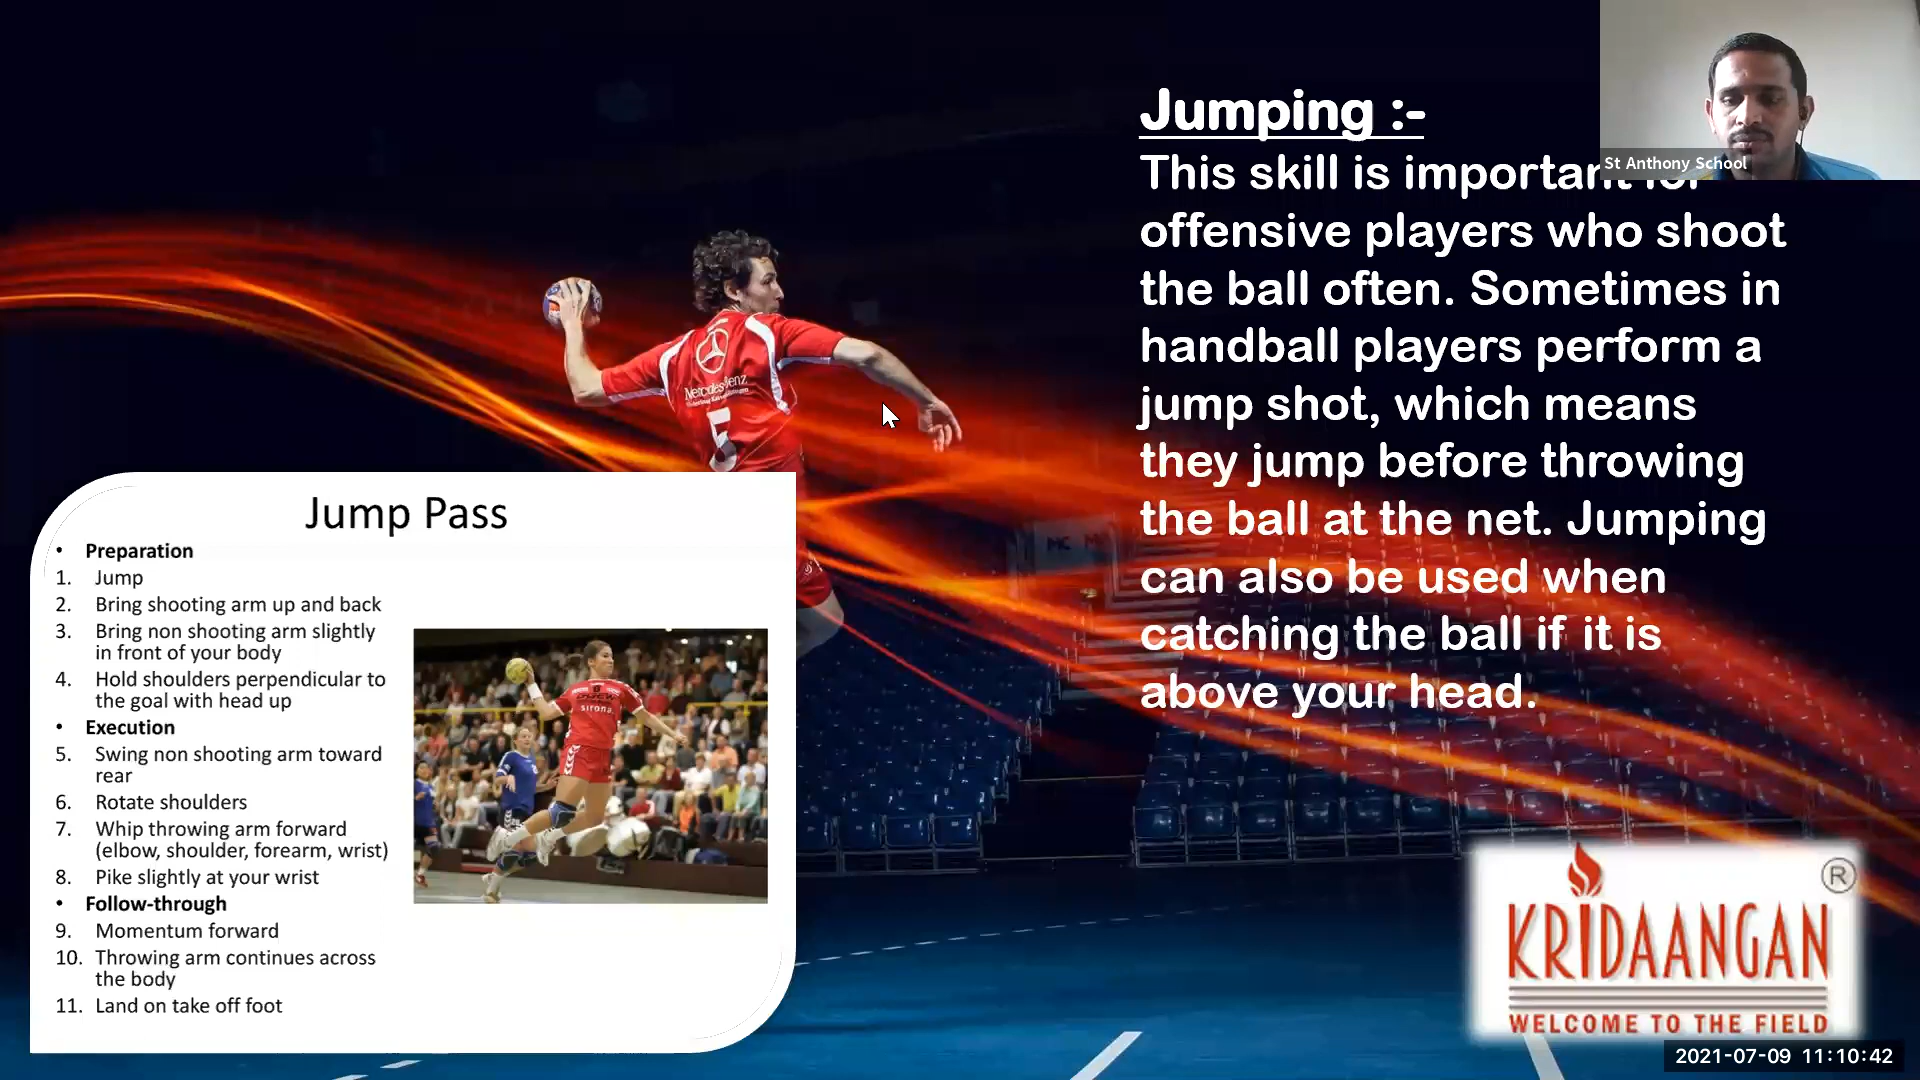 Jumping :-
This skill is important for
offensive players who shoot
the ball often. Sometimes in
handball players perform a
jump shot, which means
they jump before throwing
the ball at the net. Jumping
can also be used when
catching the ball if it is
above your head.
St Anthony School
Mercedes-Benz
5
Jump Pass
• Preparation
1. Jump
2. Bring shooting arm up and back
3. Bring non shooting arm slightly
in front of your body
4. Hold shoulders perpendicular to
the goal with head up
• Execution
5. Swing non shooting arm toward
rear
6. Rotate shoulders
7. Whip throwing arm forward
(elbow, shoulder, forearm, wrist)
8. Pike slightly at your wrist
• Follow-through
9. Momentum forward
10. Throwing arm continues across
the body
11. Land on take off foot
sirona
KRIDAANGAN ®
WELCOME TO THE FIELD
2021-07-09 11:10:42